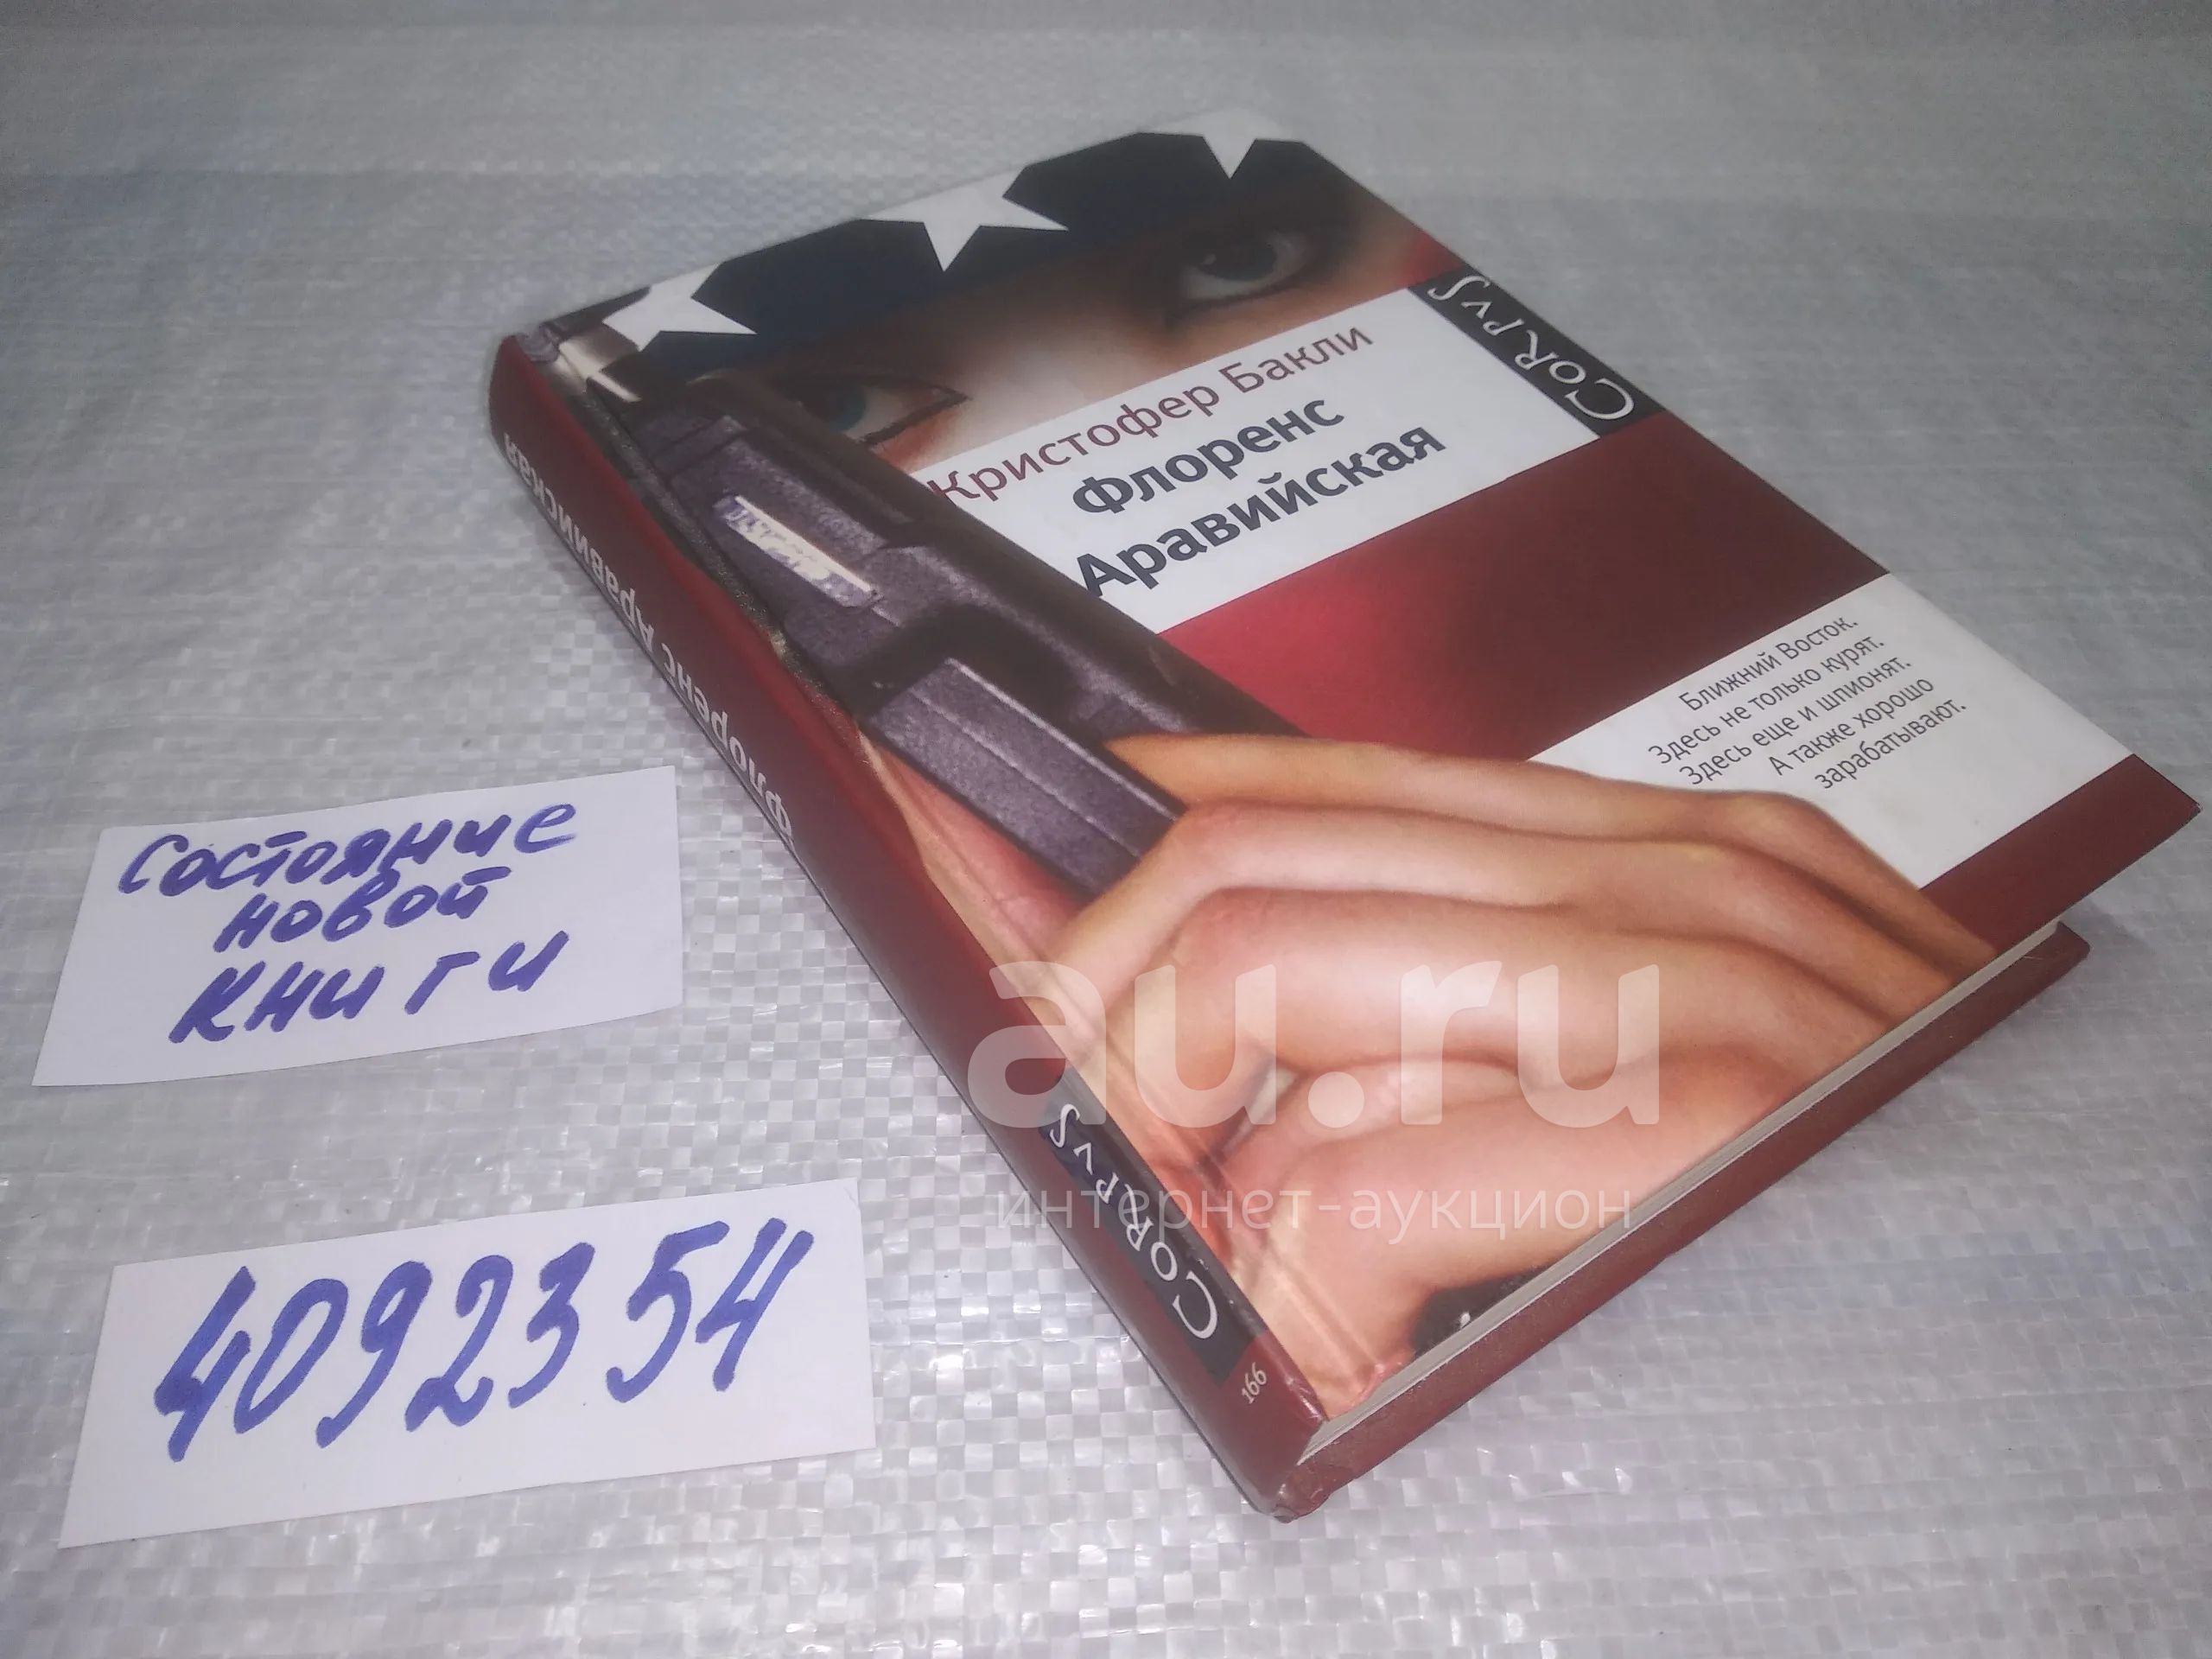 Кристофер Бакли
Флоренс
Аравийская
CORPVS
Ближний Восток.
Здесь не только курят.
Здесь еще и шпионят.
А также хорошо
зарабатывают.
Флоренс Аравийская
CORPVS
166
Состояние
новой
книги
4092354
au.ru
интернет-аукцион